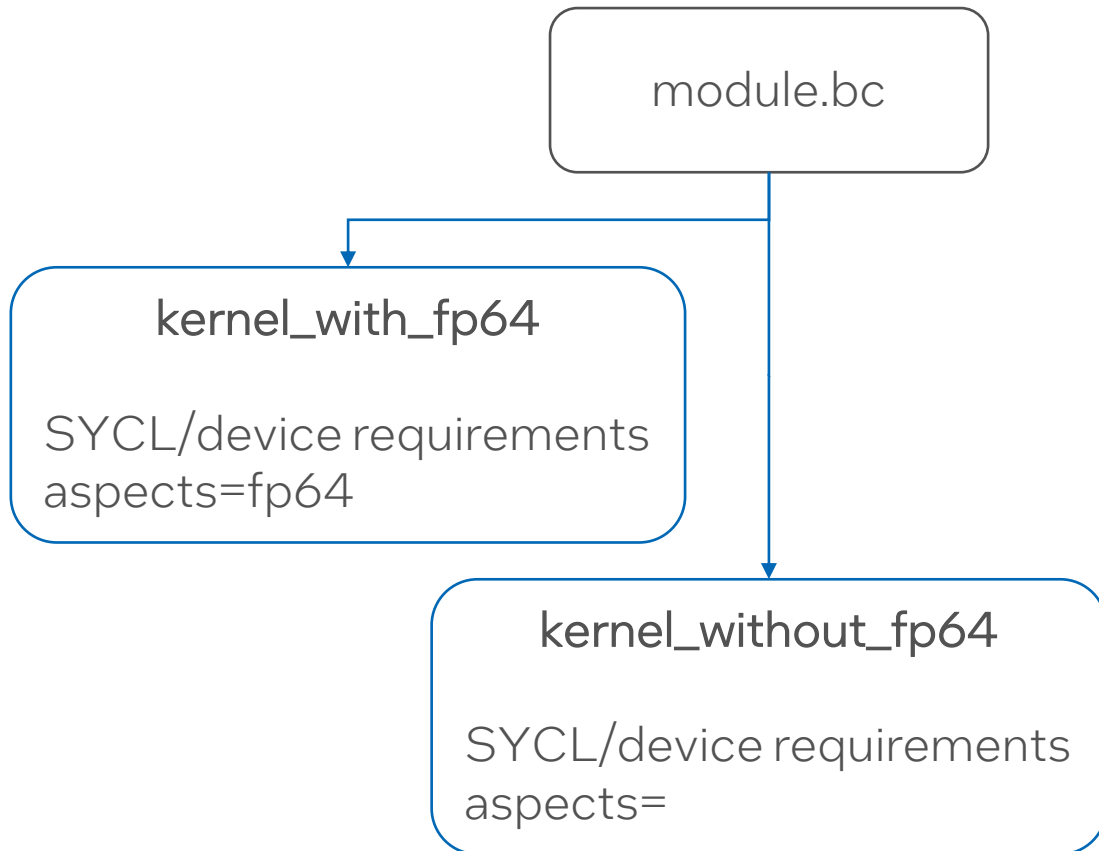 module.bc
kernel_with_fp64
SYCL/device requirements
aspects=fp64
kernel_without_fp64
SYCL/device requirements
aspects=